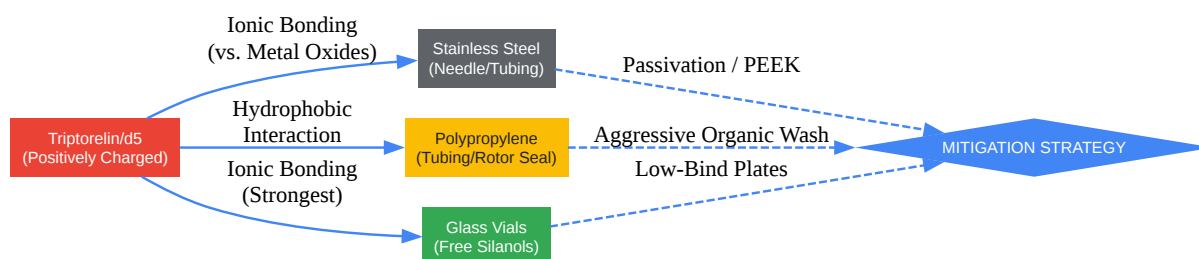 Ionic Bonding
(vs. Metal Oxides)
Stainless Steel
(Needle/Tubing)
Passivation / PEEK
Triptorelin/d5
(Positively Charged)
Hydrophobic
Interaction
Polypropylene
(Tubing/Rotor Seal)
Aggressive Organic Wash
MITIGATION STRATEGY
Ionic Bonding
(Strongest)
Glass Vials
(Free Silanols)
Low-Bind Plates